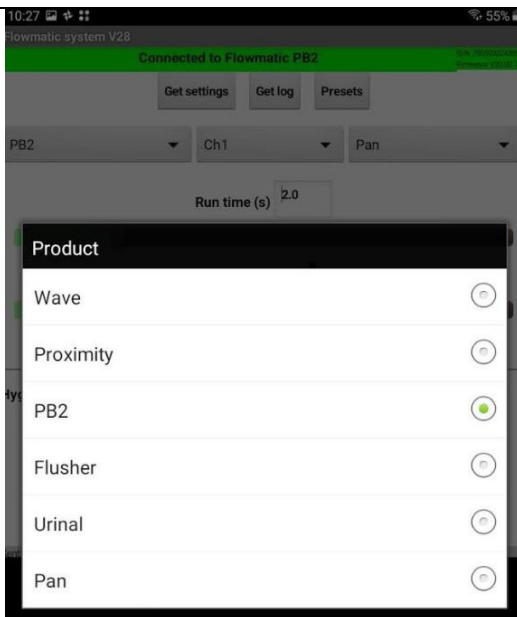 10:27 55%
Flowmatic system V28
Connected to Flowmatic PB2
Get settings Get log Presets
PB2 Ch1 Pan
Run time (s) 2.0
Product
Wave
Proximity
PB2
Flusher
Urinal
Pan